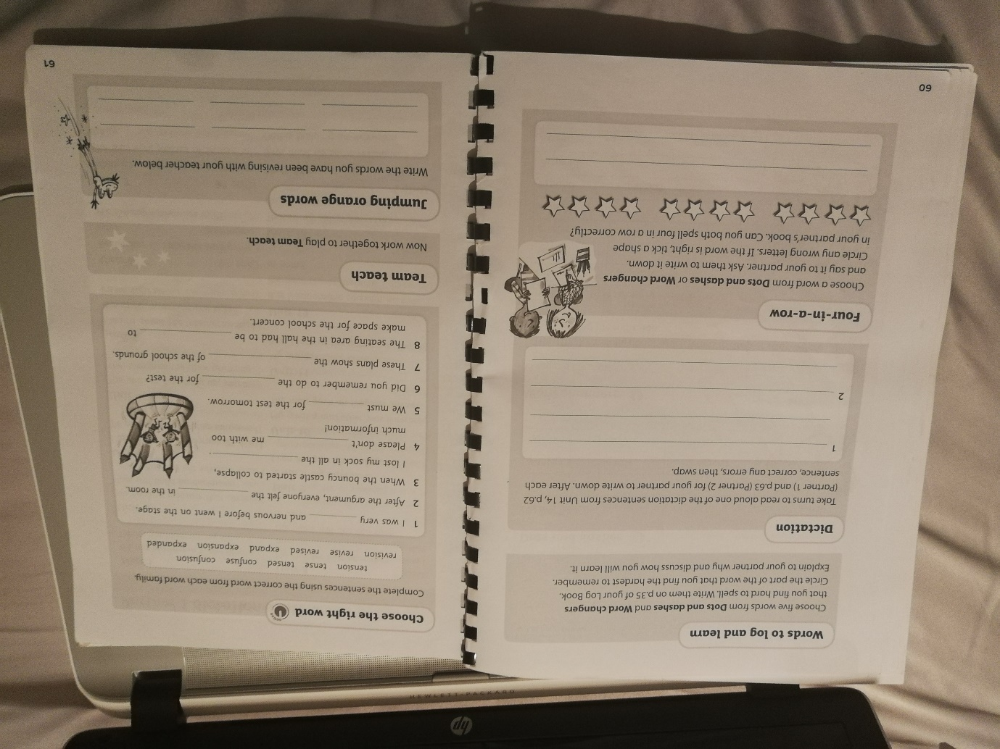 Words to log and learn
Choose five words from Dots and dashes and Word changers
that you find hard to spell. Write them on p.35 of your Log Book.
Circle the part of the word that you find the hardest to remember.
Explain to your partner why and discuss how you will learn it.
Dictation
Take turns to read aloud one of the dictation sentences from Unit 14, p.62
(Partner 1) and p.63 (Partner 2) for your partner to write down. After each
sentence, correct any errors, then swap.
1
2
Four-in-a-row
Choose a word from Dots and dashes or Word changers
and say it to your partner. Ask them to write it down.
Circle any wrong letters. If the word is right, tick a shape
in your partner's book. Can you both spell four in a row correctly?
60
Choose the right word
online
Complete the sentences using the correct word from each word family.
tension tense tensed confuse confusion
revision revise revised expand expansion expanded
1 I was very ________ and nervous before I went on the stage.
2 After the argument, everyone felt the ________ in the room.
3 When the bouncy castle started to collapse,
I lost my sock in all the ________.
4 Please don't ________ me with too
much information!
5 We must ________ for the test tomorrow.
6 Did you remember to do the ________ for the test?
7 These plans show the ________ of the school grounds.
8 The seating area in the hall had to be ________ to
make space for the school concert.
Team teach
Now work together to play Team teach.
Jumping orange words
Write the words you have been revising with your teacher below.
61
HEWLETT-PACKARD
hp